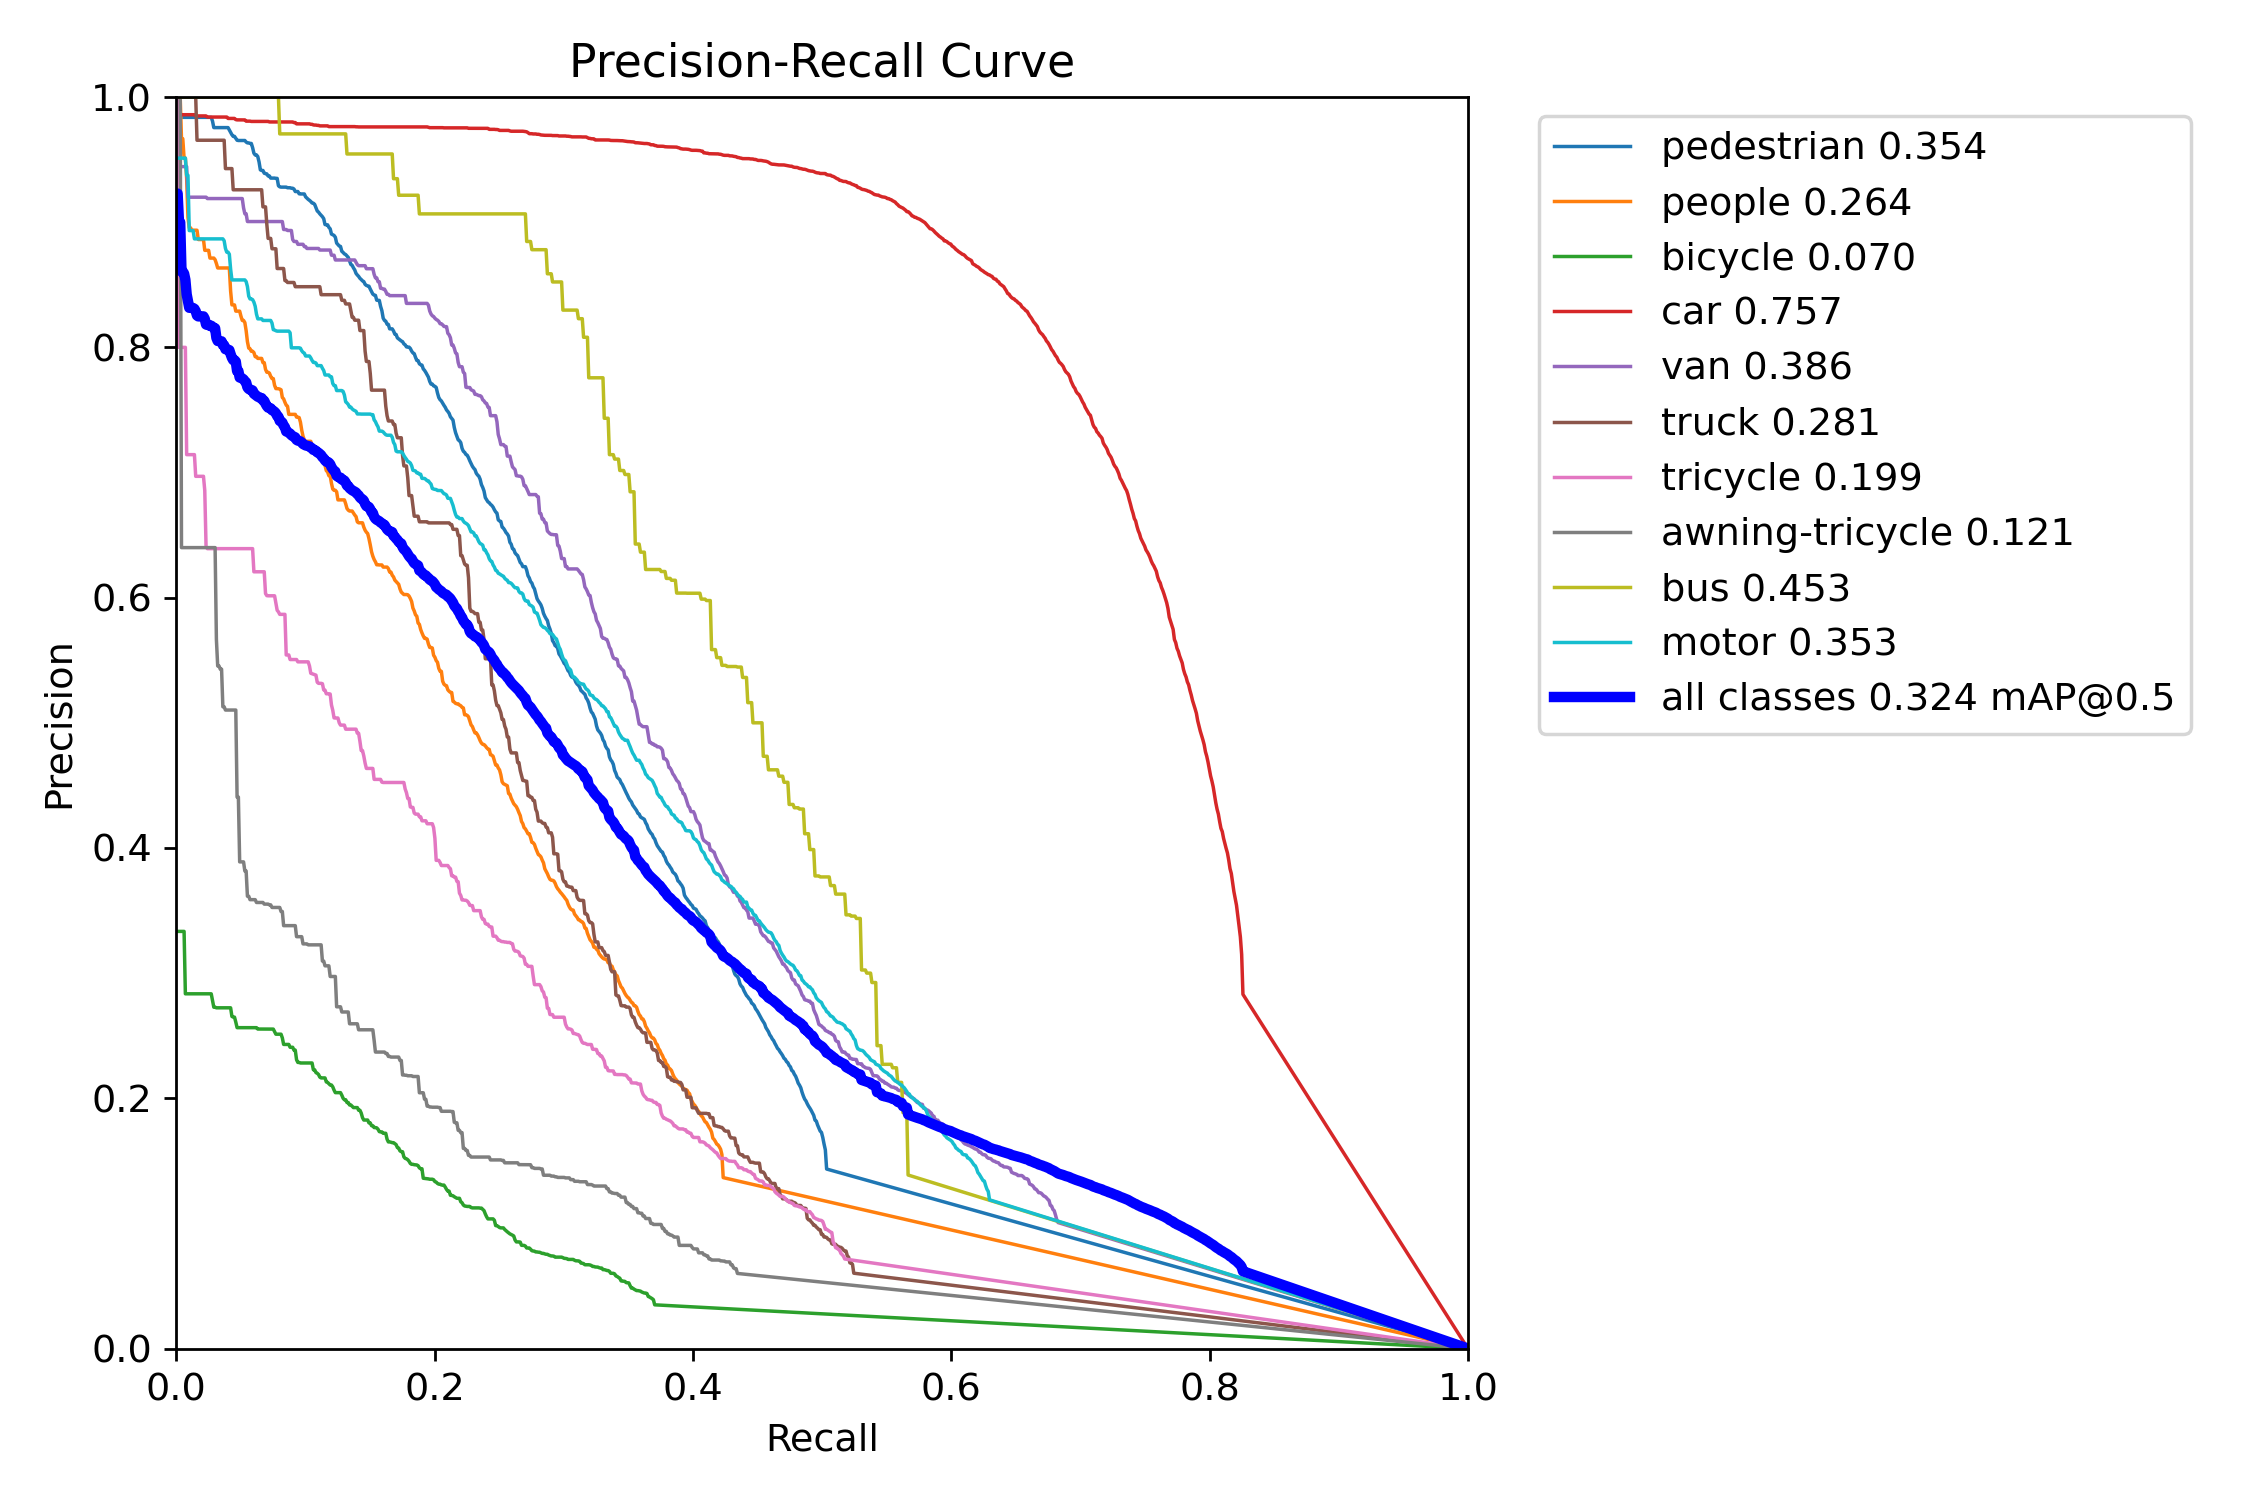 Precision-Recall Curve
1.0
0.8
0.6
0.4
0.2
0.0
Precision
0.0 0.2 0.4 0.6 0.8 1.0
Recall
pedestrian 0.354
people 0.264
bicycle 0.070
car 0.757
van 0.386
truck 0.281
tricycle 0.199
awning-tricycle 0.121
bus 0.453
motor 0.353
all classes 0.324 mAP@0.5